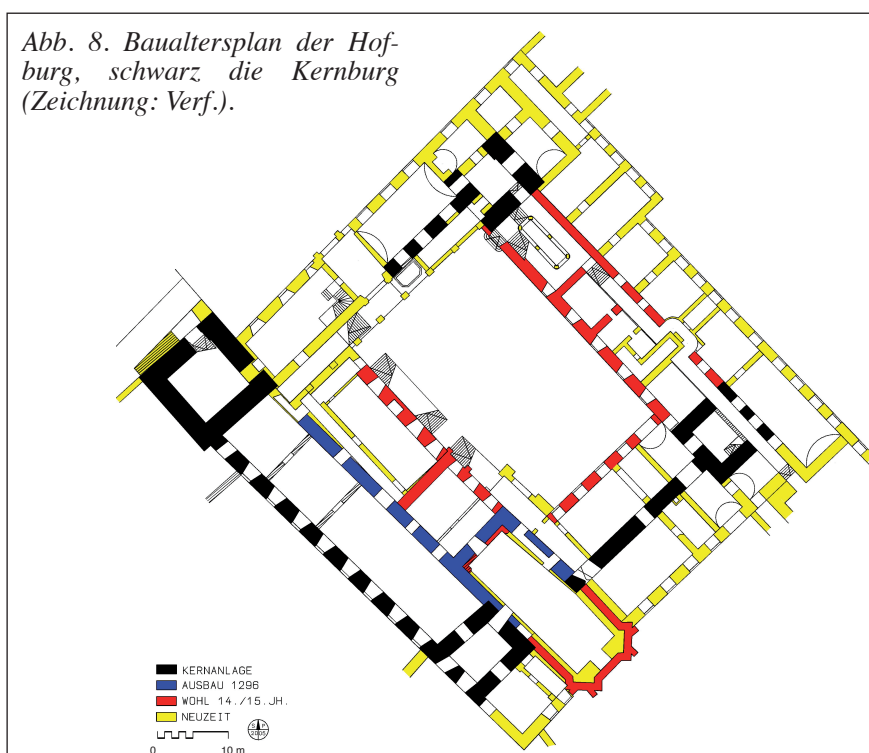 Abb. 8. Baualtersplan der Hof-
burg, schwarz die Kernburg
(Zeichnung: Verf.).
KERNANLAGE
AUSBAU 1296
WOHL 14./15.JH.
NEUZEIT
S P
2005
0 10 m